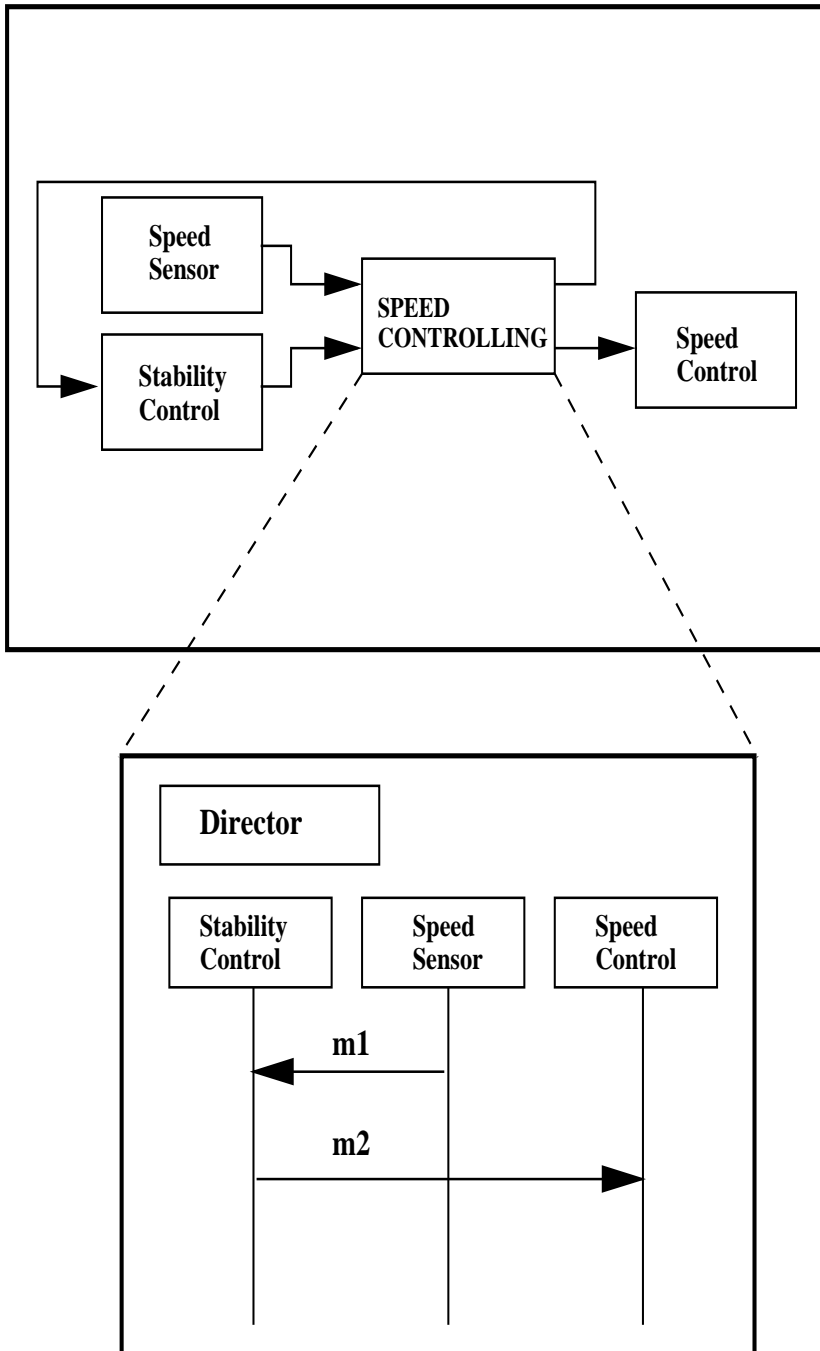 Speed
Sensor
SPEED
CONTROLLING
Stability
Control
Speed
Control
Director
Stability
Control
Speed
Sensor
Speed
Control
m1
m2